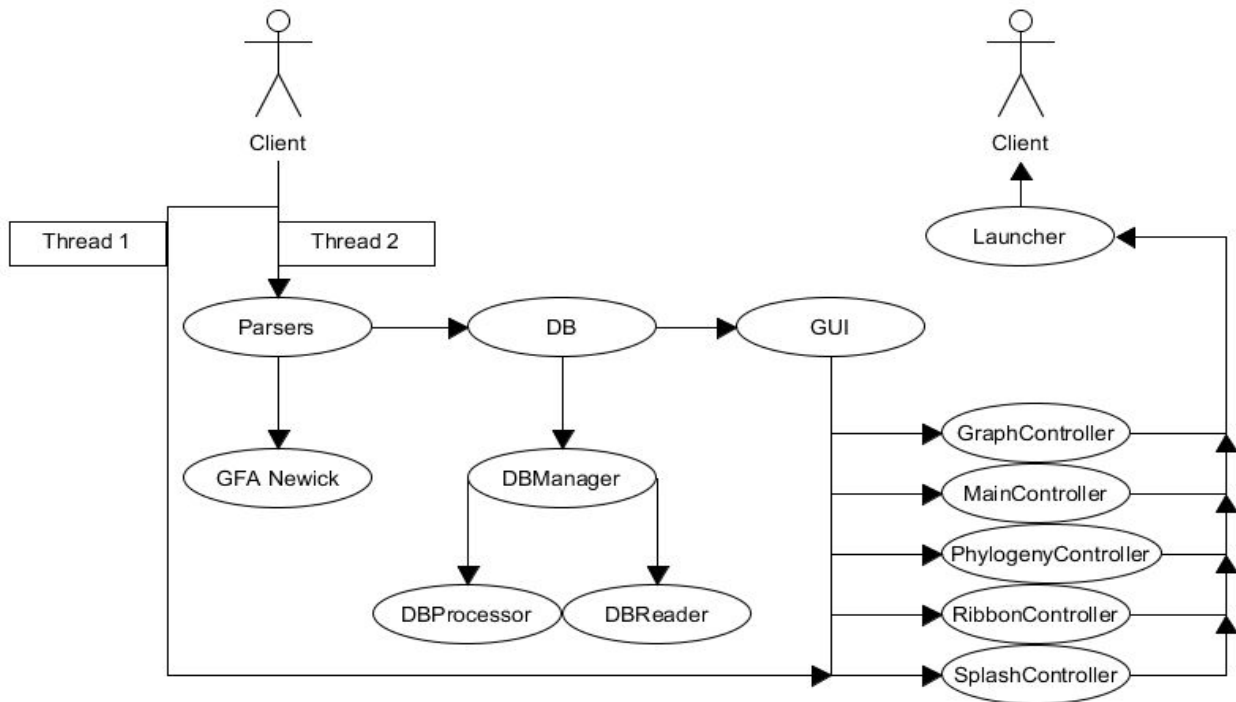 Client
Client
Thread 1
Thread 2
Launcher
Parsers
DB
GUI
GraphController
GFA Newick
DBManager
MainController
PhylogenyController
DBProcessor
DBReader
RibbonController
SplashController